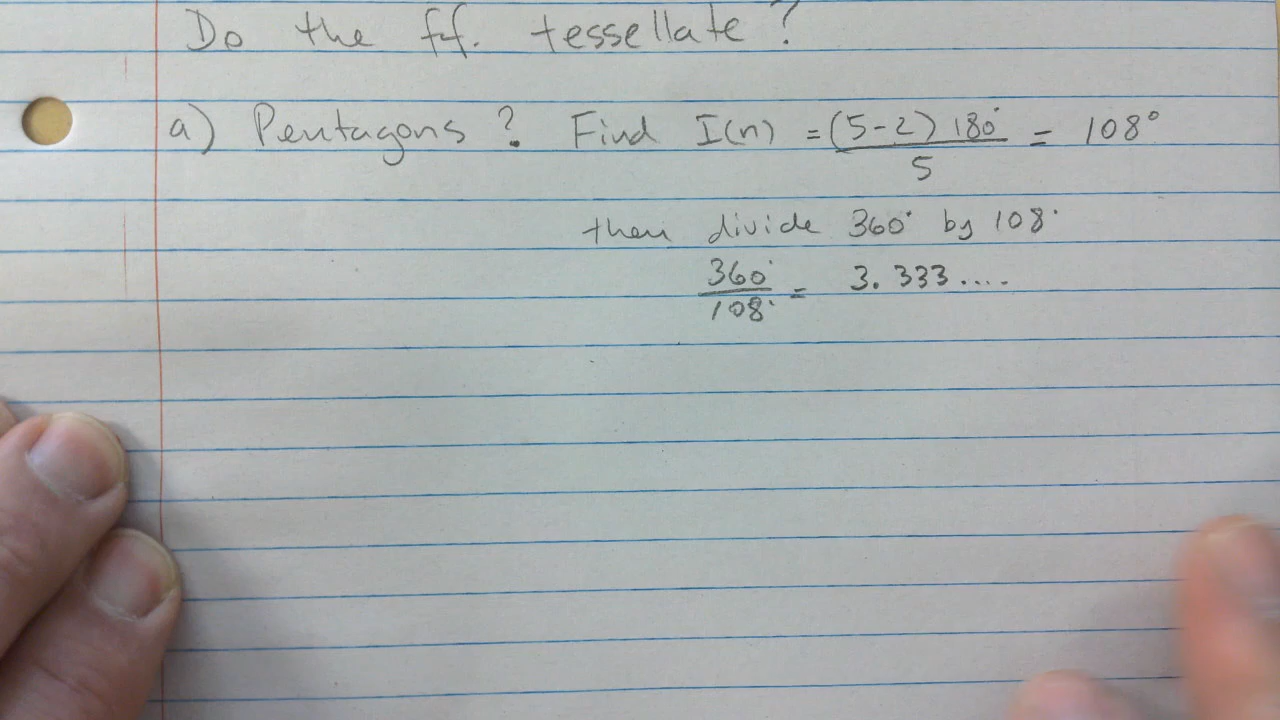 Do the ff. tessellate?
a) Pentagons? Find I(n) = (5-2) 180° / 5 = 108°
then divide 360° by 108°
360° / 108° = 3.333....